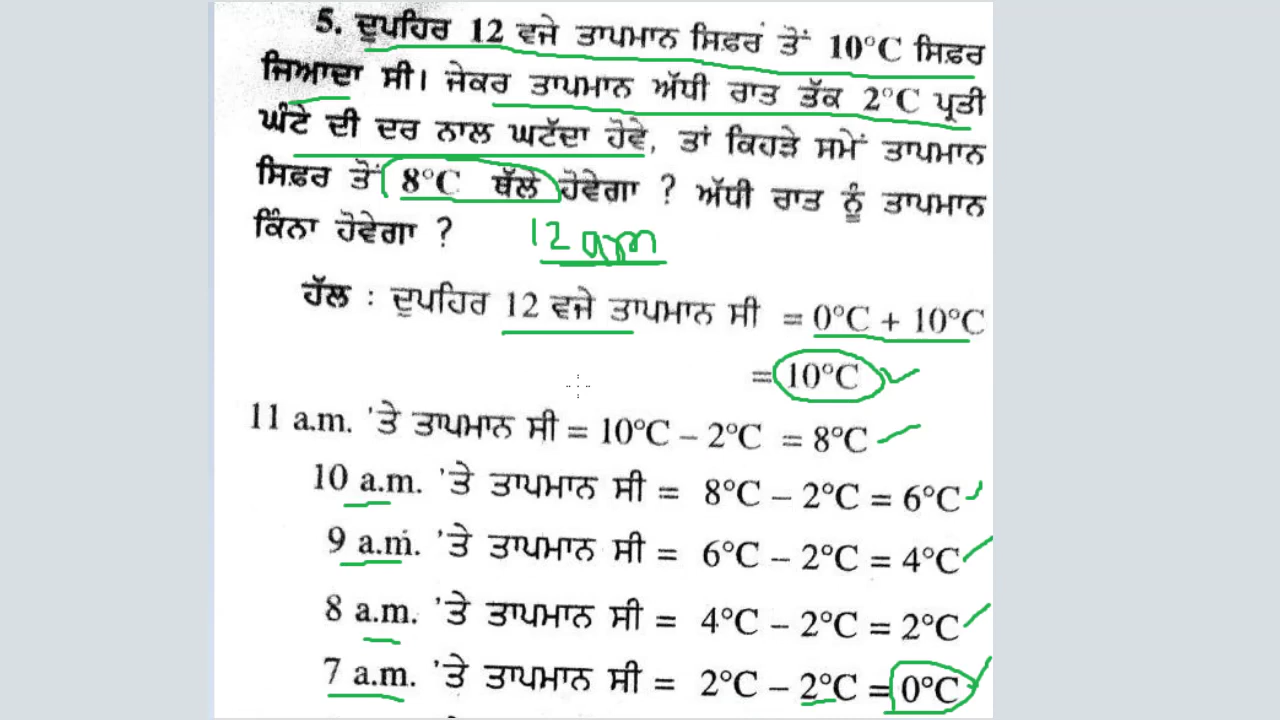 5. ਦੁਪਹਿਰ 12 ਵਜੇ ਤਾਪਮਾਨ ਸਿਫ਼ਰ ਤੋਂ 10°C ਸਿਫ਼ਰ
ਜਿਆਦਾ ਸੀ। ਜੇਕਰ ਤਾਪਮਾਨ ਅੱਧੀ ਰਾਤ ਤੱਕ 2°C ਪ੍ਰਤੀ
ਘੰਟੇ ਦੀ ਦਰ ਨਾਲ ਘਟੱਦਾ ਹੋਵੇ, ਤਾਂ ਕਿਹੜੇ ਸਮੇਂ ਤਾਪਮਾਨ
ਸਿਫ਼ਰ ਤੋਂ 8°C ਥੱਲੇ ਹੋਵੇਗਾ ? ਅੱਧੀ ਰਾਤ ਨੂੰ ਤਾਪਮਾਨ
ਕਿੰਨਾ ਹੋਵੇਗਾ ?
12 am
ਹੱਲ : ਦੁਪਹਿਰ 12 ਵਜੇ ਤਾਪਮਾਨ ਸੀ = 0°C + 10°C
= 10°C
11 a.m. 'ਤੇ ਤਾਪਮਾਨ ਸੀ = 10°C – 2°C = 8°C
10 a.m. 'ਤੇ ਤਾਪਮਾਨ ਸੀ = 8°C – 2°C = 6°C
9 a.m. 'ਤੇ ਤਾਪਮਾਨ ਸੀ = 6°C – 2°C = 4°C
8 a.m. 'ਤੇ ਤਾਪਮਾਨ ਸੀ = 4°C – 2°C = 2°C
7 a.m. 'ਤੇ ਤਾਪਮਾਨ ਸੀ = 2°C – 2°C = 0°C